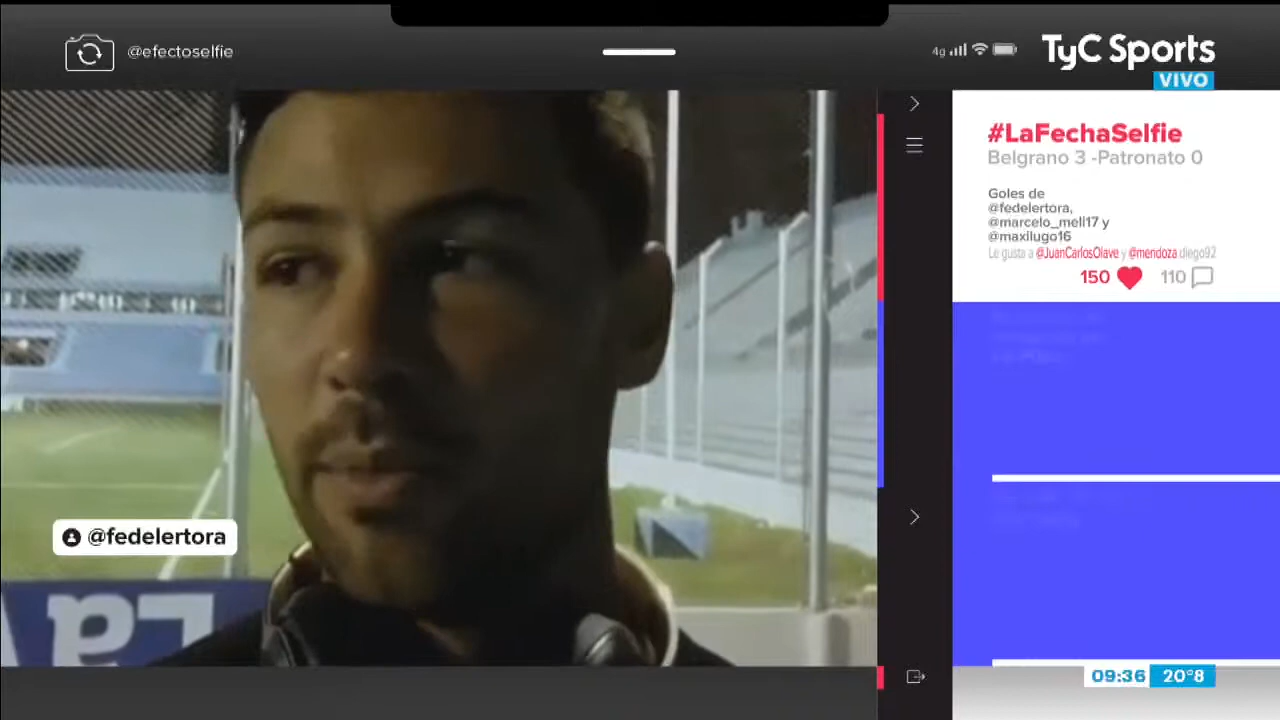 @efectoselfie
4g
TyC Sports
VIVO
#LaFechaSelfie
Belgrano 3 -Patronato 0
Goles de
@fedelertora,
@marcelo_meli17 y
@maxilugo16
Le gusta a @JuanCarlosOlave y @mendoza diego92
150
110
@fedelertora
La
09:36 20°8